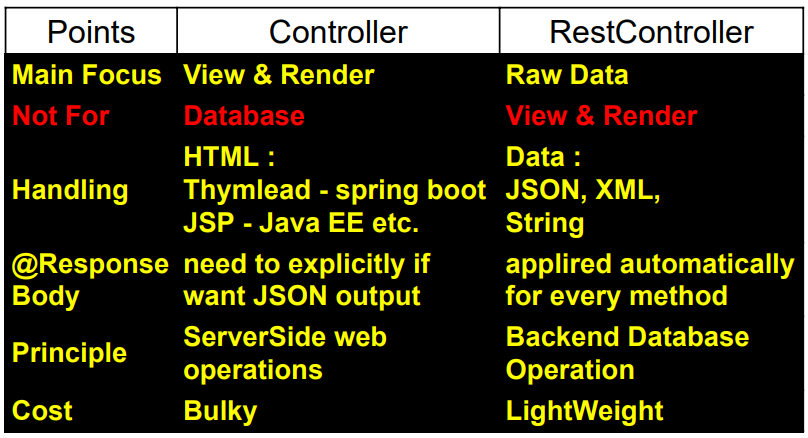 Points Controller RestController
Main Focus View & Render Raw Data
Not For Database View & Render
Handling
HTML :
Thymlead - spring boot
JSP - Java EE etc.
Data :
JSON, XML,
String
@Response
Body
need to explicitly if
want JSON output
applired automatically
for every method
Principle
ServerSide web
operations
Backend Database
Operation
Cost Bulky LightWeight